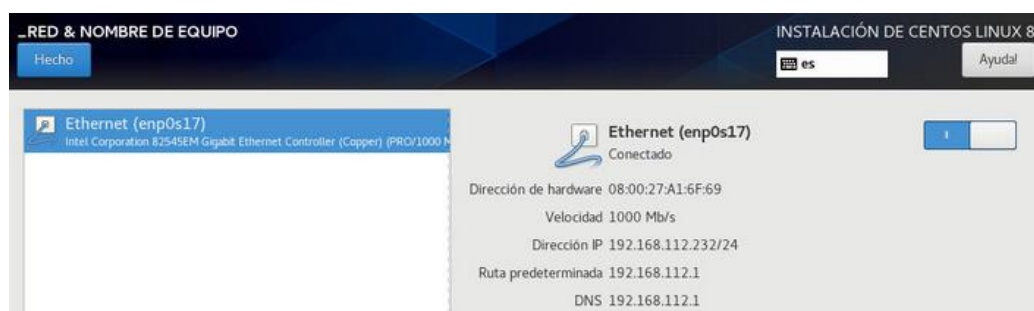 _RED & NOMBRE DE EQUIPO
Hecho
INSTALACIÓN DE CENTOS LINUX 8
es
Ayuda!
Ethernet (enp0s17)
Intel Corporation 82545EM Gigabit Ethernet Controller (Copper) (PRO/1000 M
Ethernet (enp0s17)
Conectado
Dirección de hardware 08:00:27:A1:6F:69
Velocidad 1000 Mb/s
Dirección IP 192.168.112.232/24
Ruta predeterminada 192.168.112.1
DNS 192.168.112.1